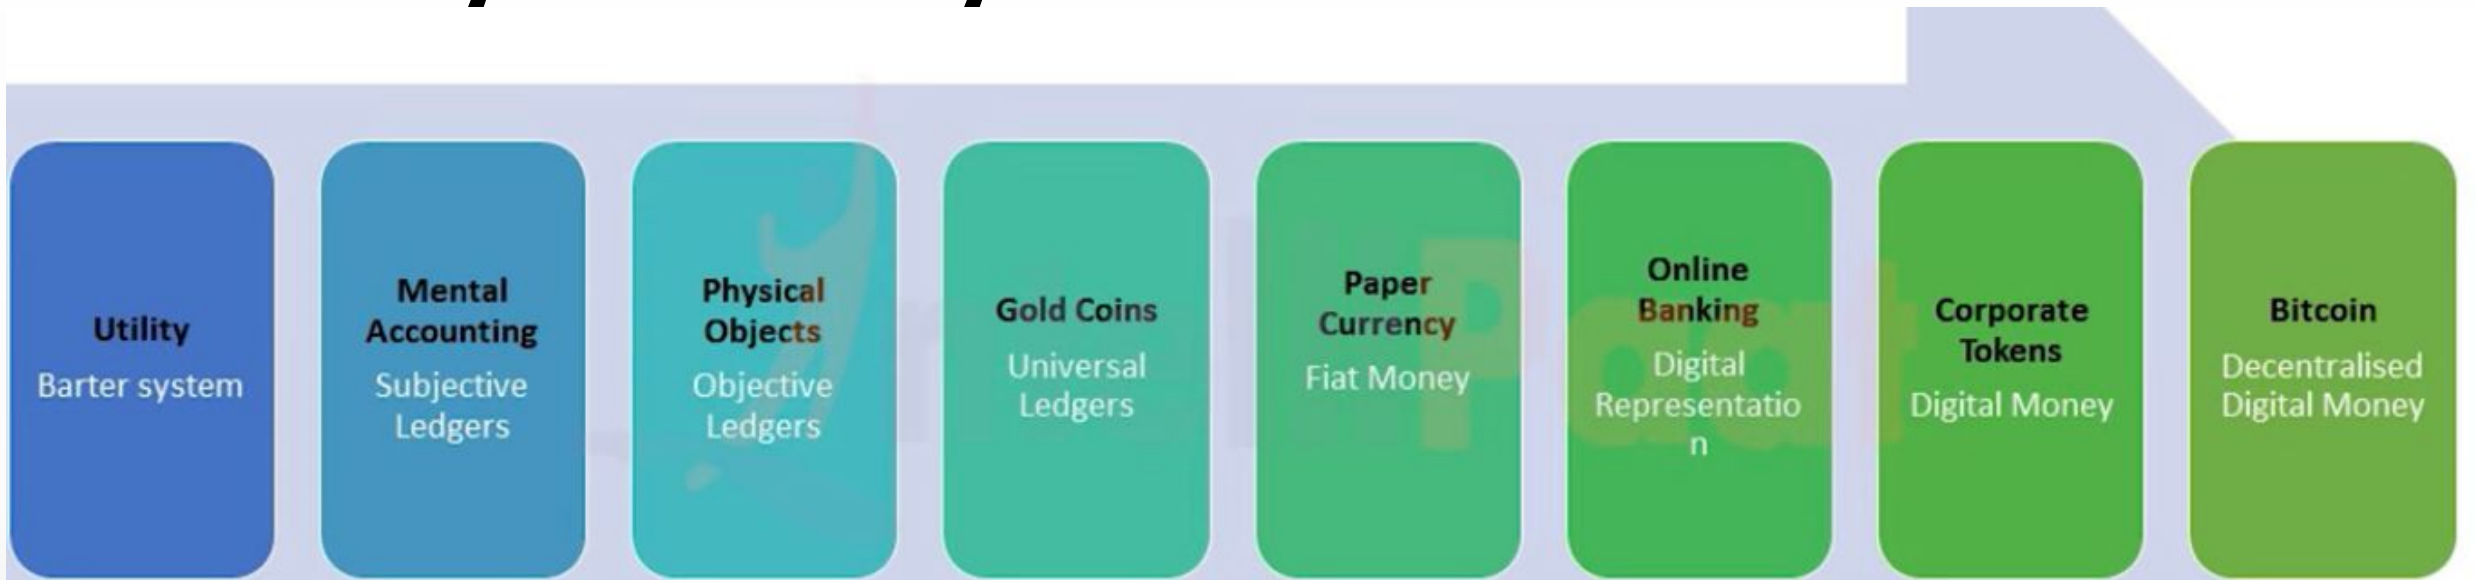 Utility
Barter system
Mental
Accounting
Subjective
Ledgers
Physical
Objects
Objective
Ledgers
Gold Coins
Universal
Ledgers
Paper
Currency
Fiat Money
Online
Banking
Digital
Representatio
n
Corporate
Tokens
Digital Money
Bitcoin
Decentralised
Digital Money